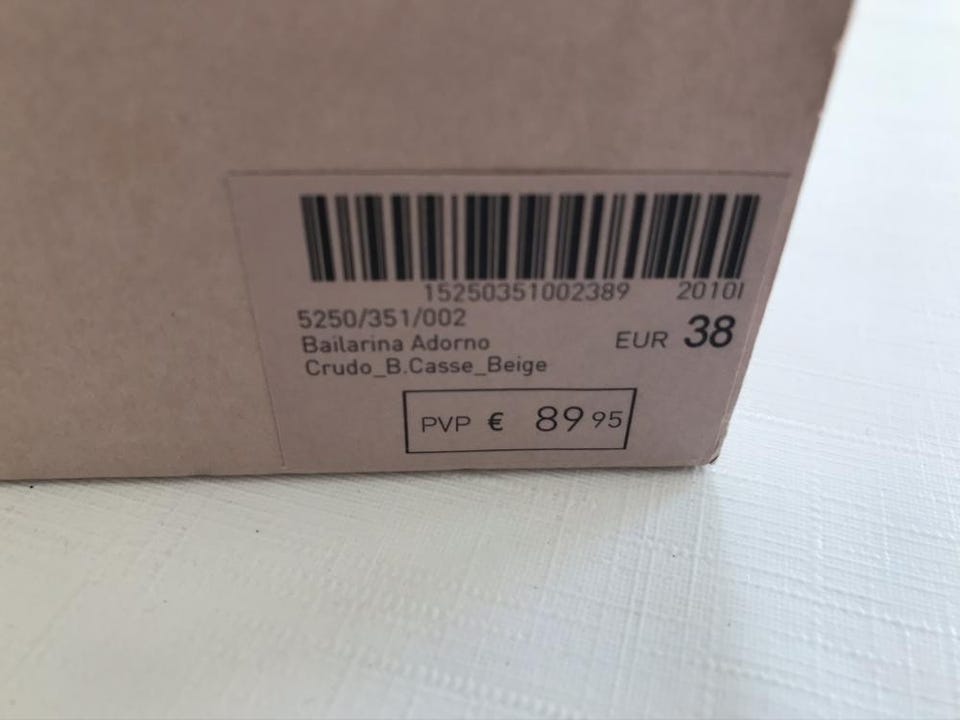 15250351002389 2010I
5250/351/002
Bailarina Adorno EUR 38
Crudo_B.Casse_Beige
PVP € 89 95